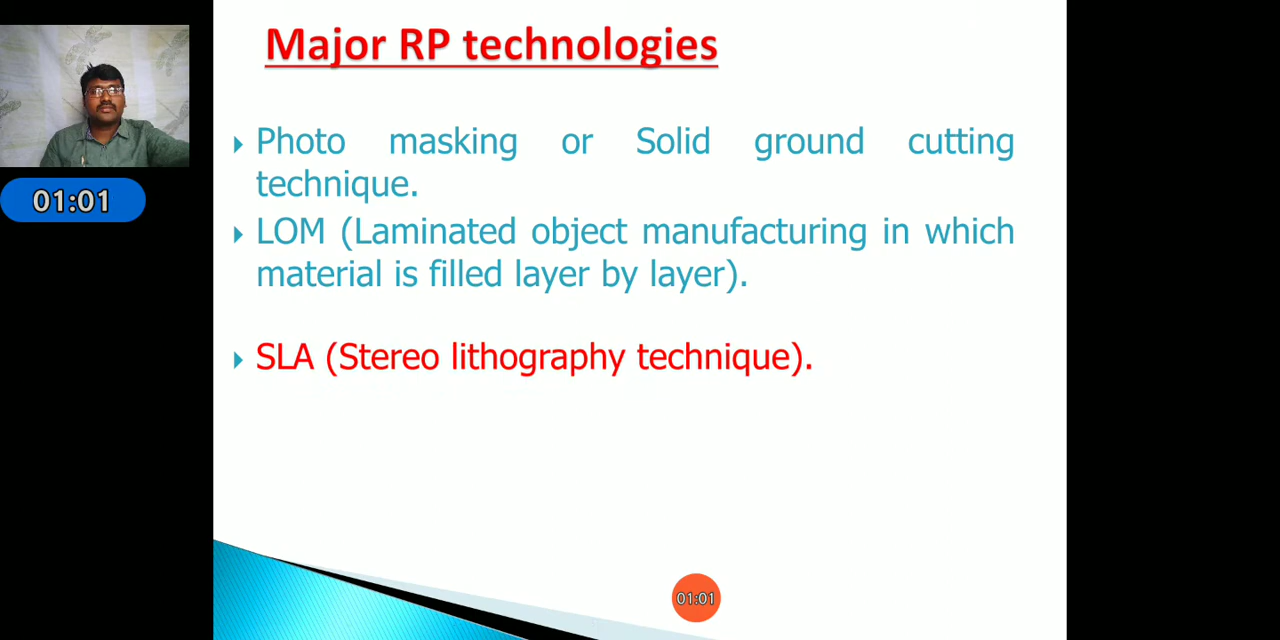 Major RP technologies
Photo masking or Solid ground cutting
technique.
LOM (Laminated object manufacturing in which
material is filled layer by layer).
SLA (Stereo lithography technique).
01:01
01:01